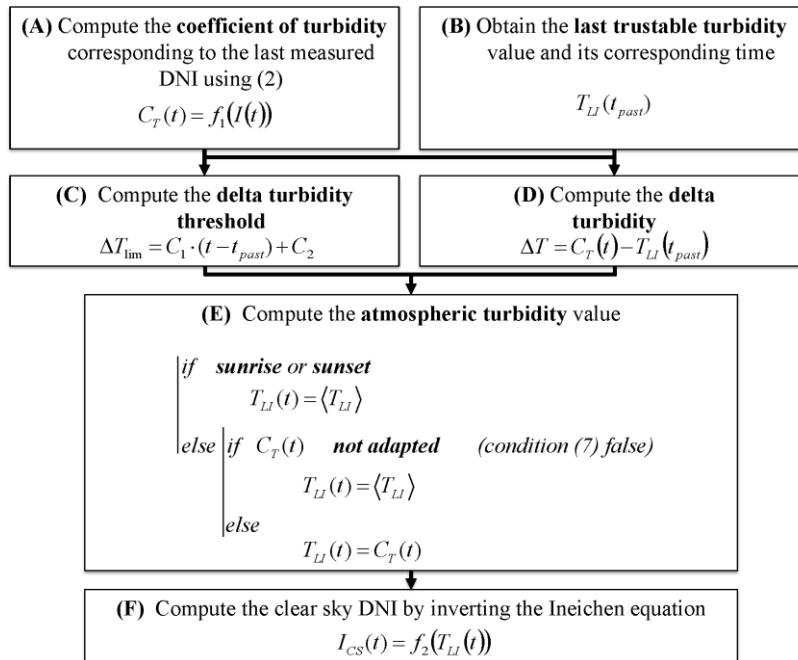 (A) Compute the coefficient of turbidity
corresponding to the last measured
DNI using (2)
C_T(t) = f_1(I(t))
(B) Obtain the last trustable turbidity
value and its corresponding time
T_LI(t_past)
(C) Compute the delta turbidity
threshold
ΔT_lim = C_1 · (t − t_past) + C_2
(D) Compute the delta
turbidity
ΔT = C_T(t) − T_LI(t_past)
(E) Compute the atmospheric turbidity value
if sunrise or sunset
T_LI(t) = ⟨T_LI⟩
else if C_T(t) not adapted (condition (7) false)
T_LI(t) = ⟨T_LI⟩
else
T_LI(t) = C_T(t)
(F) Compute the clear sky DNI by inverting the Ineichen equation
I_CS(t) = f_2(T_LI(t))